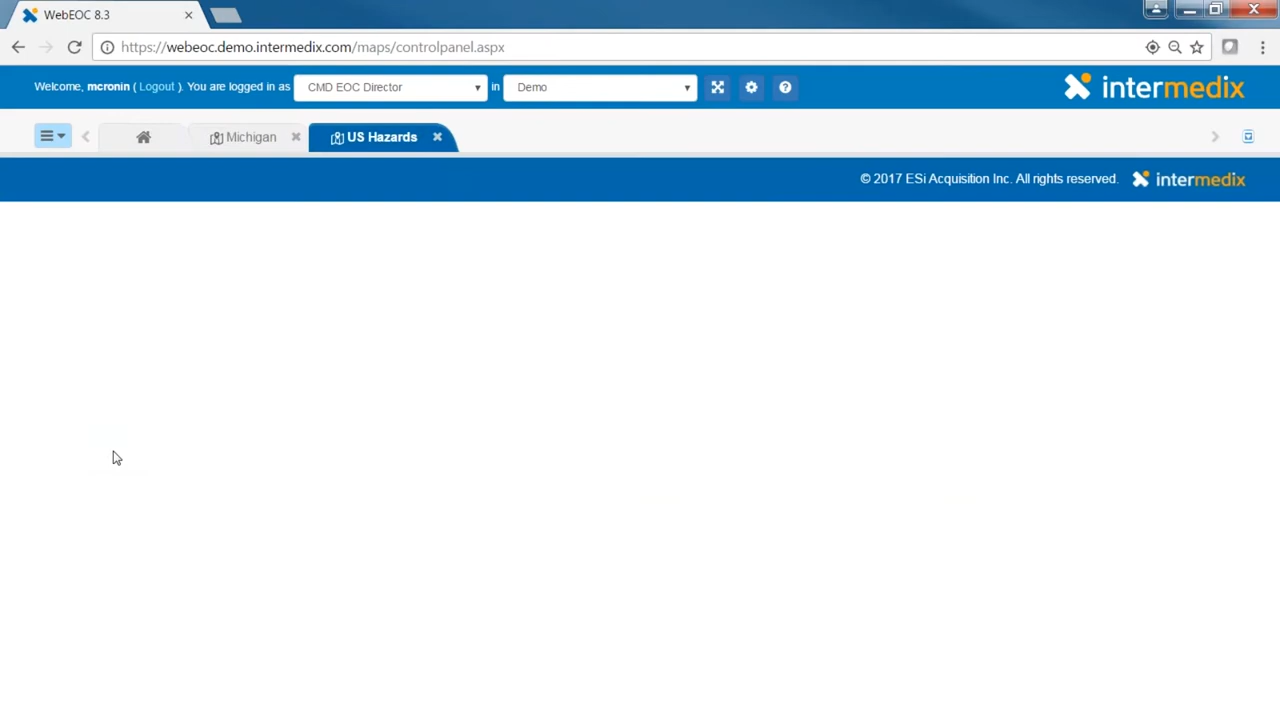 WebEOC 8.3
https://webeoc.demo.intermedix.com/maps/controlpanel.aspx
Welcome, mcronin ( Logout ). You are logged in as CMD EOC Director in Demo intermedix
Michigan US Hazards
© 2017 ESi Acquisition Inc. All rights reserved. intermedix